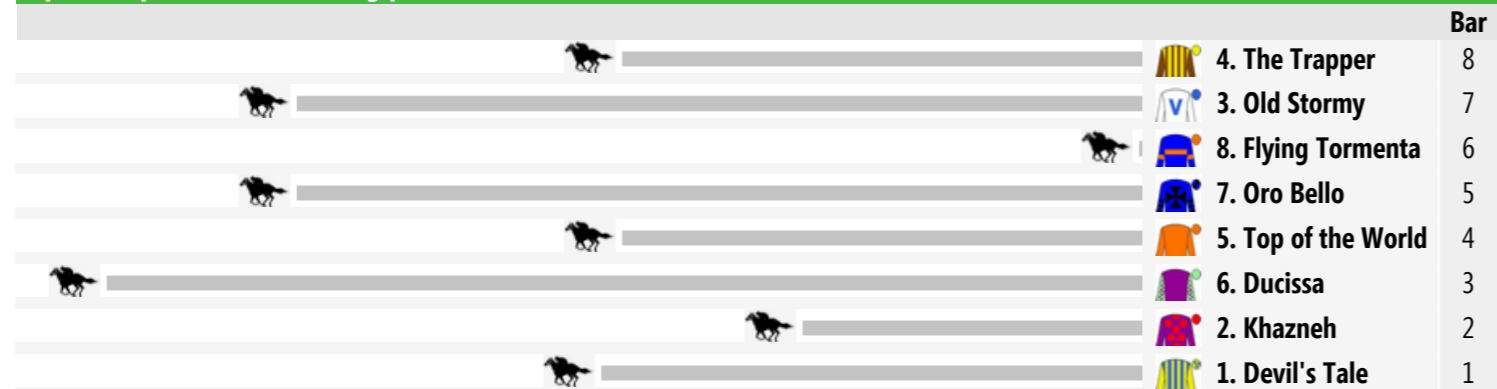 Bar
4. The Trapper 8
V 3. Old Stormy 7
8. Flying Tormenta 6
7. Oro Bello 5
5. Top of the World 4
6. Ducissa 3
2. Khazneh 2
1. Devil's Tale 1